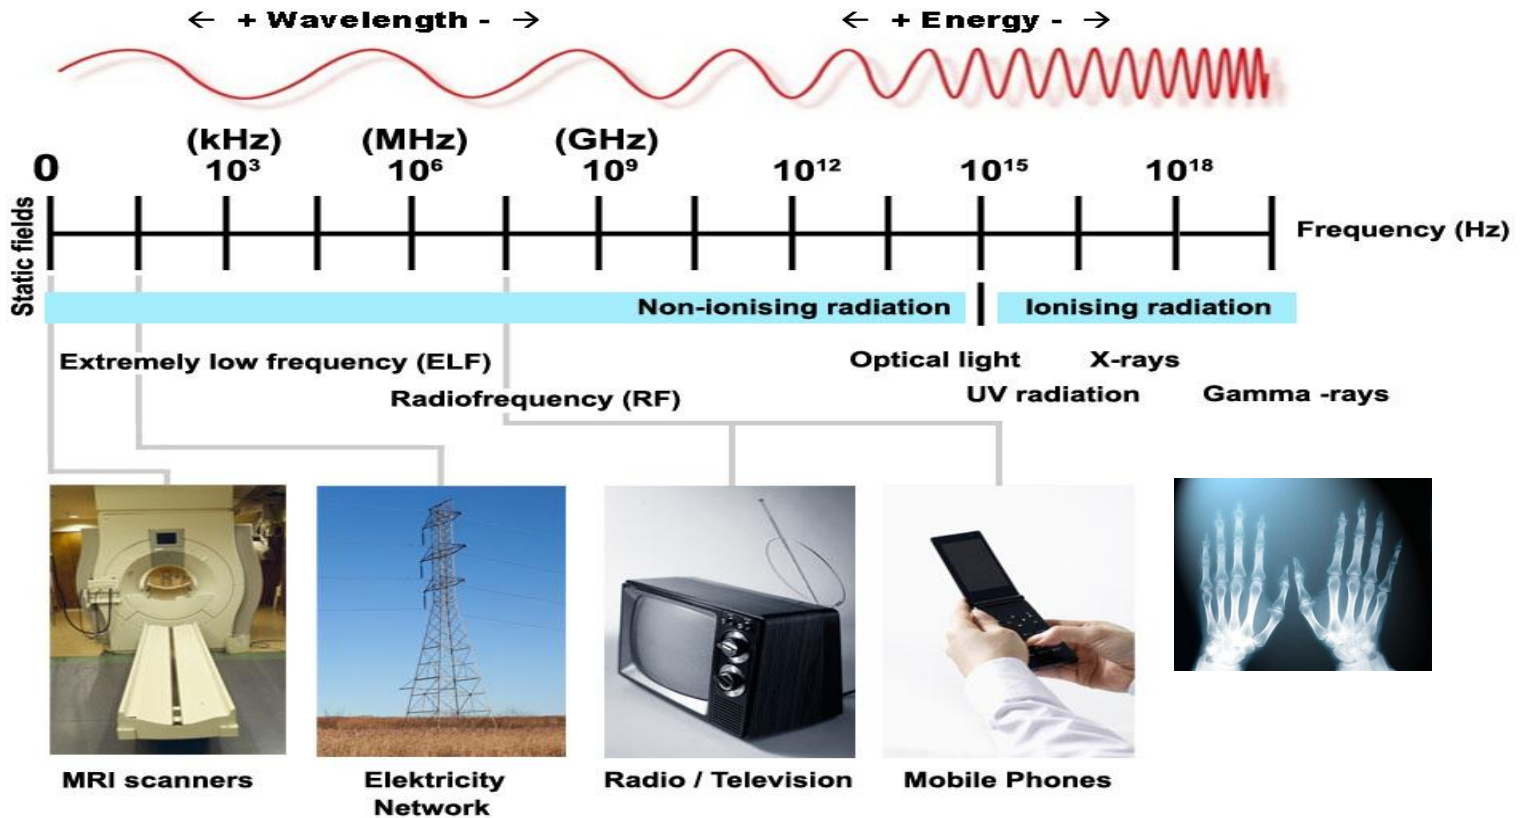 ← + Wavelength - →
← + Energy - →
(kHz) (MHz) (GHz)
0 10³ 10⁶ 10⁹ 10¹² 10¹⁵ 10¹⁸
Static fields
Frequency (Hz)
Non-ionising radiation
Ionising radiation
Extremely low frequency (ELF)
Optical light
X-rays
Radiofrequency (RF)
UV radiation
Gamma -rays
MRI scanners
Elektricity
Network
Radio / Television
Mobile Phones